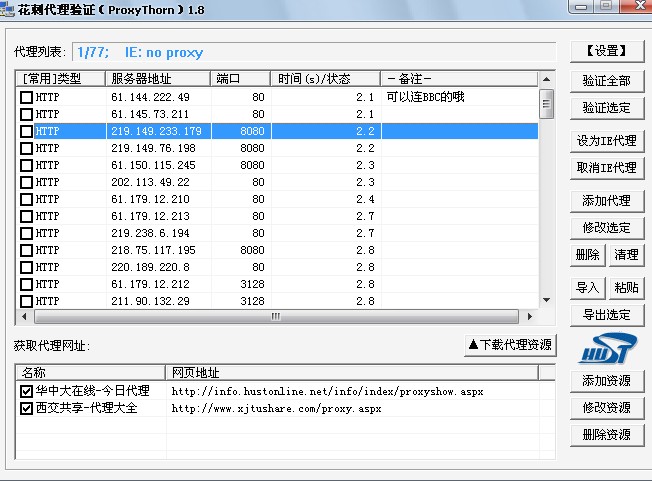 花刺代理验证(ProxyThorn)1.8
代理列表: 1/77; IE: no proxy
[常用]类型 服务器地址 端口 时间(s)/状态 -备注-
HTTP 61.144.222.49 80 2.1 可以连BBC的哦
HTTP 61.145.73.211 80 2.1
HTTP 219.149.233.179 8080 2.2
HTTP 219.149.76.198 8080 2.2
HTTP 61.150.115.245 8080 2.3
HTTP 202.113.49.22 80 2.3
HTTP 61.179.12.210 80 2.4
HTTP 61.179.12.213 80 2.7
HTTP 219.238.6.194 80 2.7
HTTP 218.75.117.195 8080 2.8
HTTP 220.189.220.8 80 2.8
HTTP 61.179.12.212 3128 2.8
HTTP 211.90.132.29 3128 2.8
获取代理网址: ▲下载代理资源
名称 网页地址
华中大在线-今日代理 http://info.hustonline.net/info/index/proxyshow.aspx
西交共享-代理大全 http://www.xjtushare.com/proxy.aspx
【设置】
验证全部
验证选定
设为IE代理
取消IE代理
添加代理
修改选定
删除 清理
导入 粘贴
导出选定
HUST
添加资源
修改资源
删除资源